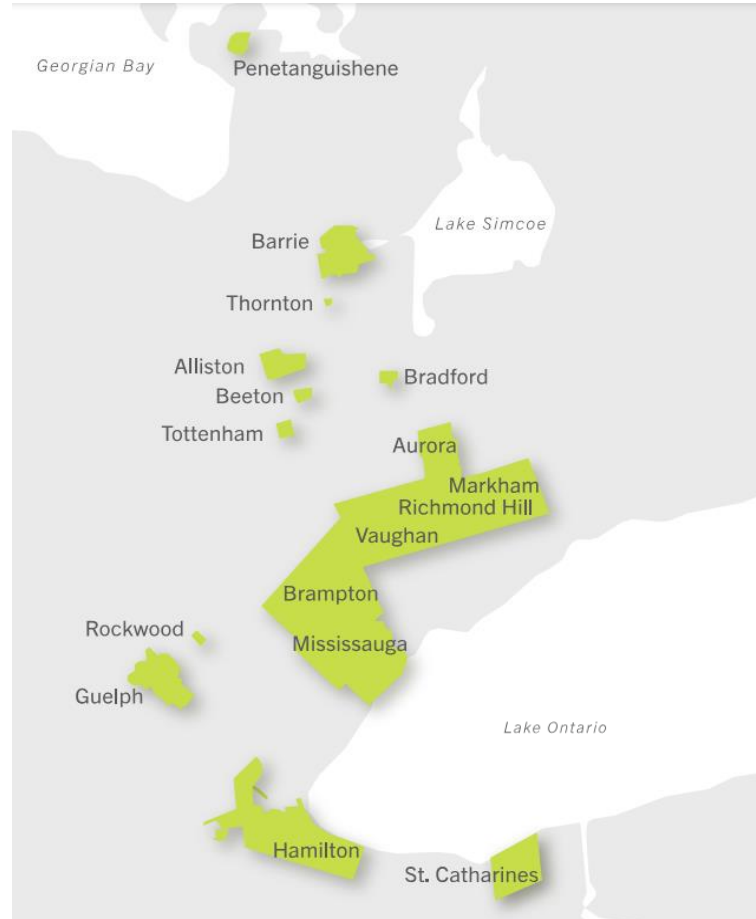 Georgian Bay
Penetanguishene
Lake Simcoe
Barrie
Thornton
Alliston
Bradford
Beeton
Tottenham
Aurora
Markham
Richmond Hill
Vaughan
Brampton
Rockwood
Mississauga
Guelph
Lake Ontario
Hamilton
St. Catharines